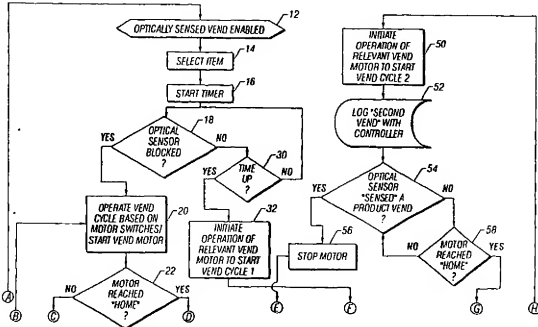 12
OPTICALLY SENSED VEND ENABLED
14
SELECT ITEM
16
START TIMER
18
OPTICAL
SENSOR
BLOCKED
?
YES
NO
30
TIME
UP
?
YES
NO
20
OPERATE VEND
CYCLE BASED ON
MOTOR SWITCHES/
START VEND MOTOR
32
INITIATE
OPERATION OF
RELEVANT VEND
MOTOR TO START
VEND CYCLE 1
22
MOTOR
REACHED
"HOME"
?
NO
YES
A
B
C
D
50
INITIATE
OPERATION OF
RELEVANT VEND
MOTOR TO START
VEND CYCLE 2
52
LOG "SECOND
VEND" WITH
CONTROLLER
54
OPTICAL
SENSOR
"SENSED" A
PRODUCT VEND
?
YES
NO
56
STOP MOTOR
58
MOTOR
REACHED
"HOME"
?
NO
YES
E
F
G
H